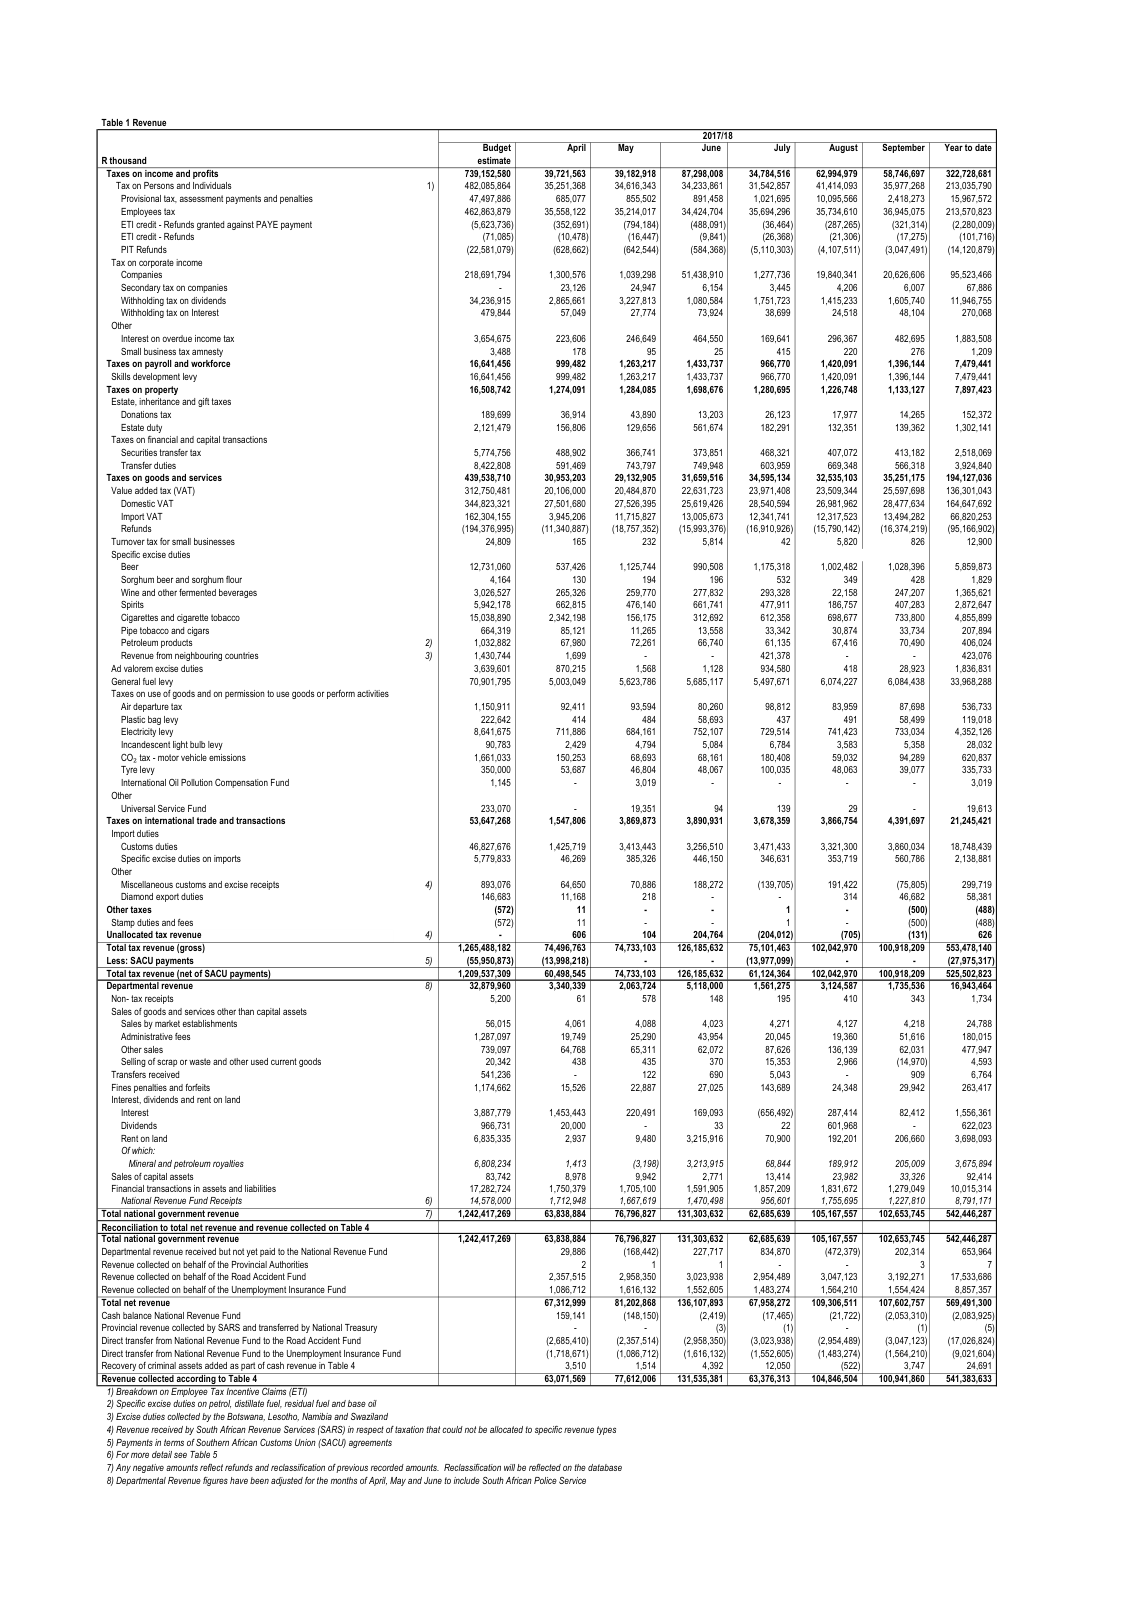 Table 1 Revenue
2017/18
Budget April May June July August September Year to date
R thousand estimate
Taxes on income and profits 739,152,580 39,721,563 39,182,918 87,298,008 34,784,516 62,994,979 58,746,697 322,728,681
Tax on Persons and Individuals 1) 482,085,864 35,251,368 34,616,343 34,233,861 31,542,857 41,414,093 35,977,268 213,035,790
Provisional tax, assessment payments and penalties 47,497,886 685,077 855,502 891,458 1,021,695 10,095,566 2,418,273 15,967,572
Employees tax 462,863,879 35,558,122 35,214,017 34,424,704 35,694,296 35,734,610 36,945,075 213,570,823
ETI credit - Refunds granted against PAYE payment (5,623,736) (352,691) (794,184) (488,091) (36,464) (287,265) (321,314) (2,280,009)
ETI credit - Refunds (71,085) (10,478) (16,447) (9,841) (26,368) (21,306) (17,275) (101,716)
PIT Refunds (22,581,079) (628,662) (642,544) (584,368) (5,110,303) (4,107,511) (3,047,491) (14,120,879)
Tax on corporate income
Companies 218,691,794 1,300,576 1,039,298 51,438,910 1,277,736 19,840,341 20,626,606 95,523,466
Secondary tax on companies - 23,126 24,947 6,154 3,445 4,206 6,007 67,886
Withholding tax on dividends 34,236,915 2,865,661 3,227,813 1,080,584 1,751,723 1,415,233 1,605,740 11,946,755
Withholding tax on Interest 479,844 57,049 27,774 73,924 38,699 24,518 48,104 270,068
Other
Interest on overdue income tax 3,654,675 223,606 246,649 464,550 169,641 296,367 482,695 1,883,508
Small business tax amnesty 3,488 178 95 25 415 220 276 1,209
Taxes on payroll and workforce 16,641,456 999,482 1,263,217 1,433,737 966,770 1,420,091 1,396,144 7,479,441
Skills development levy 16,641,456 999,482 1,263,217 1,433,737 966,770 1,420,091 1,396,144 7,479,441
Taxes on property 16,508,742 1,274,091 1,284,085 1,698,676 1,280,695 1,226,748 1,133,127 7,897,423
Estate, inheritance and gift taxes
Donations tax 189,699 36,914 43,890 13,203 26,123 17,977 14,265 152,372
Estate duty 2,121,479 156,806 129,656 561,674 182,291 132,351 139,362 1,302,141
Taxes on financial and capital transactions
Securities transfer tax 5,774,756 488,902 366,741 373,851 468,321 407,072 413,182 2,518,069
Transfer duties 8,422,808 591,469 743,797 749,948 603,959 669,348 566,318 3,924,840
Taxes on goods and services 439,538,710 30,953,203 29,132,905 31,659,516 34,595,134 32,535,103 35,251,175 194,127,036
Value added tax (VAT) 312,750,481 20,106,000 20,484,870 22,631,723 23,971,408 23,509,344 25,597,698 136,301,043
Domestic VAT 344,823,321 27,501,680 27,526,395 25,619,426 28,540,594 26,981,962 28,477,634 164,647,692
Import VAT 162,304,155 3,945,206 11,715,827 13,005,673 12,341,741 12,317,523 13,494,282 66,820,253
Refunds (194,376,995) (11,340,887) (18,757,352) (15,993,376) (16,910,926) (15,790,142) (16,374,219) (95,166,902)
Turnover tax for small businesses 24,809 165 232 5,814 42 5,820 826 12,900
Specific excise duties
Beer 12,731,060 537,426 1,125,744 990,508 1,175,318 1,002,482 1,028,396 5,859,873
Sorghum beer and sorghum flour 4,164 130 194 196 532 349 428 1,829
Wine and other fermented beverages 3,026,527 265,326 259,770 277,832 293,328 22,158 247,207 1,365,621
Spirits 5,942,178 662,815 476,140 661,741 477,911 186,757 407,283 2,872,647
Cigarettes and cigarette tobacco 15,038,890 2,342,198 156,175 312,692 612,358 698,677 733,800 4,855,899
Pipe tobacco and cigars 664,319 85,121 11,265 13,558 33,342 30,874 33,734 207,894
Petroleum products 2) 1,032,882 67,980 72,261 66,740 61,135 67,416 70,490 406,024
Revenue from neighbouring countries 3) 1,430,744 1,699 - - 421,378 - - 423,076
Ad valorem excise duties 3,639,601 870,215 1,568 1,128 934,580 418 28,923 1,836,831
General fuel levy 70,901,795 5,003,049 5,623,786 5,685,117 5,497,671 6,074,227 6,084,438 33,968,288
Taxes on use of goods and on permission to use goods or perform activities
Air departure tax 1,150,911 92,411 93,594 80,260 98,812 83,959 87,698 536,733
Plastic bag levy 222,642 414 484 58,693 437 491 58,499 119,018
Electricity levy 8,641,675 711,886 684,161 752,107 729,514 741,423 733,034 4,352,126
Incandescent light bulb levy 90,783 2,429 4,794 5,084 6,784 3,583 5,358 28,032
CO2 tax - motor vehicle emissions 1,661,033 150,253 68,693 68,161 180,408 59,032 94,289 620,837
Tyre levy 350,000 53,687 46,804 48,067 100,035 48,063 39,077 335,733
International Oil Pollution Compensation Fund 1,145 - 3,019 - - - - 3,019
Other
Universal Service Fund 233,070 - 19,351 94 139 29 - 19,613
Taxes on international trade and transactions 53,647,268 1,547,806 3,869,873 3,890,931 3,678,359 3,866,754 4,391,697 21,245,421
Import duties
Customs duties 46,827,676 1,425,719 3,413,443 3,256,510 3,471,433 3,321,300 3,860,034 18,748,439
Specific excise duties on imports 5,779,833 46,269 385,326 446,150 346,631 353,719 560,786 2,138,881
Other
Miscellaneous customs and excise receipts 4) 893,076 64,650 70,886 188,272 (139,705) 191,422 (75,805) 299,719
Diamond export duties 146,683 11,168 218 - - 314 46,682 58,381
Other taxes (572) 11 - - 1 - (500) (488)
Stamp duties and fees (572) 11 - - 1 - (500) (488)
Unallocated tax revenue 4) - 606 104 204,764 (204,012) (705) (131) 626
Total tax revenue (gross) 1,265,488,182 74,496,763 74,733,103 126,185,632 75,101,463 102,042,970 100,918,209 553,478,140
Less: SACU payments 5) (55,950,873) (13,998,218) - - (13,977,099) - - (27,975,317)
Total tax revenue (net of SACU payments) 1,209,537,309 60,498,545 74,733,103 126,185,632 61,124,364 102,042,970 100,918,209 525,502,823
Departmental revenue 8) 32,879,960 3,340,339 2,063,724 5,118,000 1,561,275 3,124,587 1,735,536 16,943,464
Non- tax receipts 5,200 61 578 148 195 410 343 1,734
Sales of goods and services other than capital assets
Sales by market establishments 56,015 4,061 4,088 4,023 4,271 4,127 4,218 24,788
Administrative fees 1,287,097 19,749 25,290 43,954 20,045 19,360 51,616 180,015
Other sales 739,097 64,768 65,311 62,072 87,626 136,139 62,031 477,947
Selling of scrap or waste and other used current goods 20,342 438 435 370 15,353 2,966 (14,970) 4,593
Transfers received 541,236 - 122 690 5,043 - 909 6,764
Fines penalties and forfeits 1,174,662 15,526 22,887 27,025 143,689 24,348 29,942 263,417
Interest, dividends and rent on land
Interest 3,887,779 1,453,443 220,491 169,093 (656,492) 287,414 82,412 1,556,361
Dividends 966,731 20,000 - 33 22 601,968 - 622,023
Rent on land 6,835,335 2,937 9,480 3,215,916 70,900 192,201 206,660 3,698,093
Of which:
Mineral and petroleum royalties 6,808,234 1,413 (3,198) 3,213,915 68,844 189,912 205,009 3,675,894
Sales of capital assets 83,742 8,978 9,942 2,771 13,414 23,982 33,326 92,414
Financial transactions in assets and liabilities 17,282,724 1,750,379 1,705,100 1,591,905 1,857,209 1,831,672 1,279,049 10,015,314
National Revenue Fund Receipts 6) 14,578,000 1,712,948 1,667,619 1,470,498 956,601 1,755,695 1,227,810 8,791,171
Total national government revenue 7) 1,242,417,269 63,838,884 76,796,827 131,303,632 62,685,639 105,167,557 102,653,745 542,446,287
Reconciliation to total net revenue and revenue collected on Table 4
Total national government revenue 1,242,417,269 63,838,884 76,796,827 131,303,632 62,685,639 105,167,557 102,653,745 542,446,287
Departmental revenue received but not yet paid to the National Revenue Fund 29,886 (168,442) 227,717 834,870 (472,379) 202,314 653,964
Revenue collected on behalf of the Provincial Authorities 2 1 1 - - 3 7
Revenue collected on behalf of the Road Accident Fund 2,357,515 2,958,350 3,023,938 2,954,489 3,047,123 3,192,271 17,533,686
Revenue collected on behalf of the Unemployment Insurance Fund 1,086,712 1,616,132 1,552,605 1,483,274 1,564,210 1,554,424 8,857,357
Total net revenue 67,312,999 81,202,868 136,107,893 67,958,272 109,306,511 107,602,757 569,491,300
Cash balance National Revenue Fund 159,141 (148,150) (2,419) (17,465) (21,722) (2,053,310) (2,083,925)
Provincial revenue collected by SARS and transferred by National Treasury - - (3) (1) - (1) (5)
Direct transfer from National Revenue Fund to the Road Accident Fund (2,685,410) (2,357,514) (2,958,350) (3,023,938) (2,954,489) (3,047,123) (17,026,824)
Direct transfer from National Revenue Fund to the Unemployment Insurance Fund (1,718,671) (1,086,712) (1,616,132) (1,552,605) (1,483,274) (1,564,210) (9,021,604)
Recovery of criminal assets added as part of cash revenue in Table 4 3,510 1,514 4,392 12,050 (522) 3,747 24,691
Revenue collected according to Table 4 63,071,569 77,612,006 131,535,381 63,376,313 104,846,504 100,941,860 541,383,633
1) Breakdown on Employee Tax Incentive Claims (ETI)
2) Specific excise duties on petrol, distillate fuel, residual fuel and base oil
3) Excise duties collected by the Botswana, Lesotho, Namibia and Swaziland
4) Revenue received by South African Revenue Services (SARS) in respect of taxation that could not be allocated to specific revenue types
5) Payments in terms of Southern African Customs Union (SACU) agreements
6) For more detail see Table 5
7) Any negative amounts reflect refunds and reclassification of previous recorded amounts. Reclassification will be reflected on the database
8) Departmental Revenue figures have been adjusted for the months of April, May and June to include South African Police Service